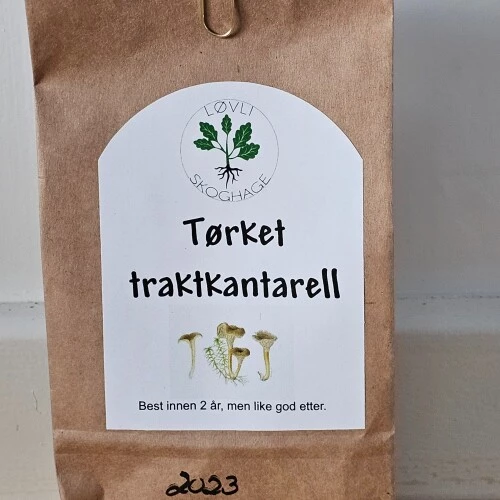 LØVLI
SKOGHAGE
Tørket
traktkantarell
Best innen 2 år, men like god etter.
2023